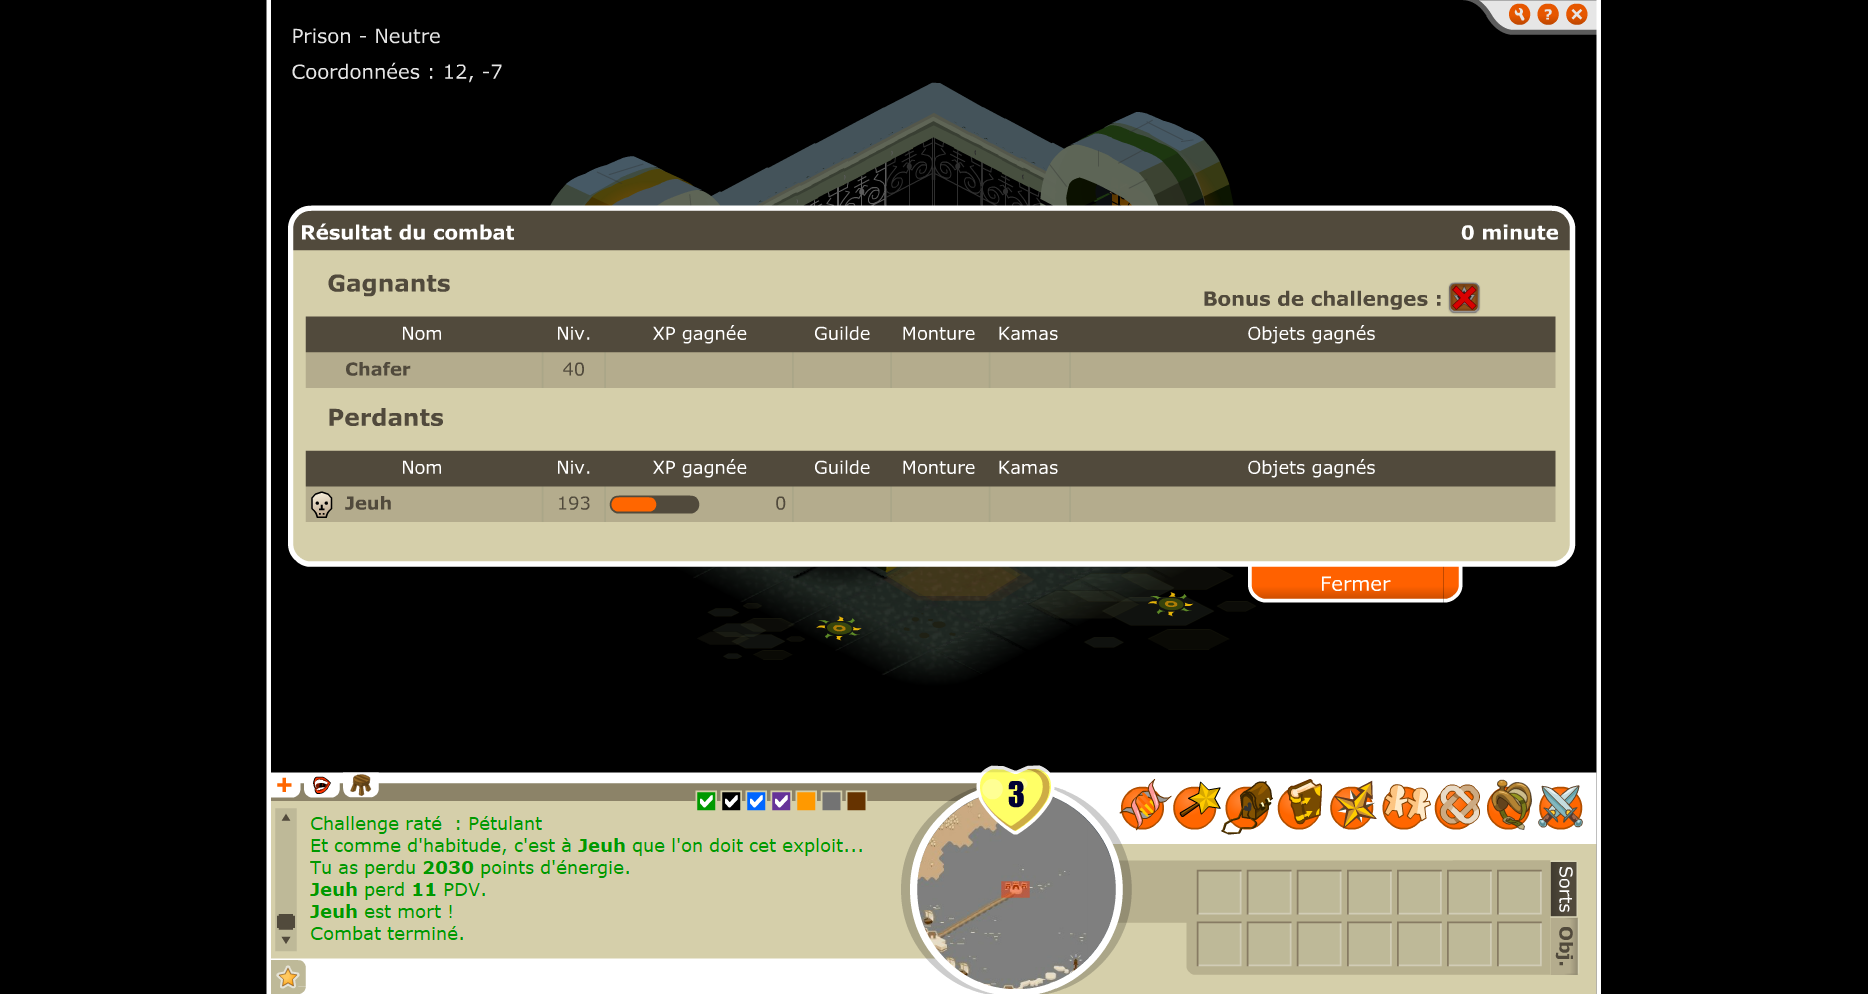 Prison - Neutre
Coordonnées : 12, -7
Résultat du combat 0 minute
Gagnants
Bonus de challenges :
Nom Niv. XP gagnée Guilde Monture Kamas Objets gagnés
Chafer 40
Perdants
Nom Niv. XP gagnée Guilde Monture Kamas Objets gagnés
Jeuh 193 0
Fermer
3
Challenge raté : Pétulant
Et comme d'habitude, c'est à Jeuh que l'on doit cet exploit...
Tu as perdu 2030 points d'énergie.
Jeuh perd 11 PDV.
Jeuh est mort !
Combat terminé.
Sorts
Obj.